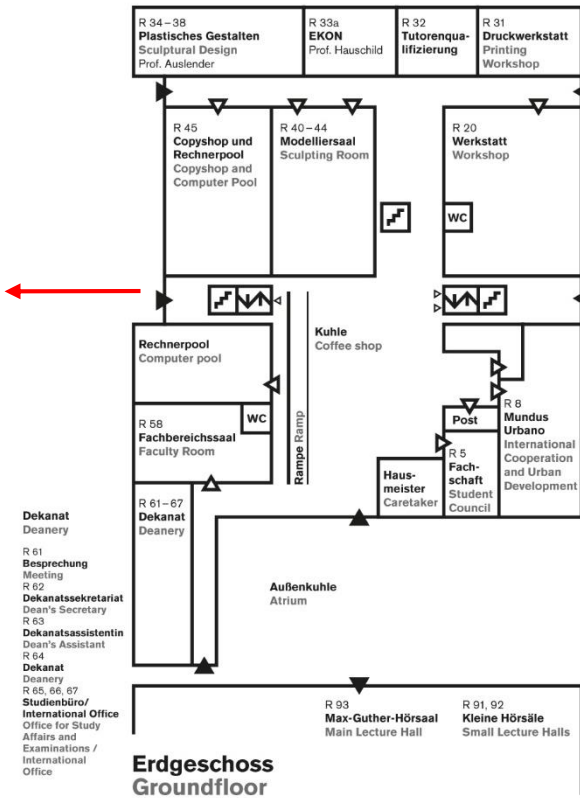 R 34–38
Plastisches Gestalten
Sculptural Design
Prof. Auslender
R 33a
EKON
Prof. Hauschild
R 32
Tutorenqua-
lifizierung
R 31
Druckwerkstatt
Printing
Workshop
R 45
Copyshop und
Rechnerpool
Copyshop and
Computer Pool
R 40–44
Modelliersaal
Sculpting Room
R 20
Werkstatt
Workshop
WC
Rechnerpool
Computer pool
Kuhle
Coffee shop
R 58
Fachbereichssaal
Faculty Room
WC
Rampe Ramp
Post
R 8
Mundus
Urbano
International
Cooperation
and Urban
Development
R 5
Fach-
schaft
Student
Council
Haus-
meister
Caretaker
R 61–67
Dekanat
Deanery
Dekanat
Deanery
R 61
Besprechung
Meeting
R 62
Dekanatssekretariat
Dean's Secretary
R 63
Dekanatsassistentin
Dean's Assistant
R 64
Dekanat
Deanery
R 65, 66, 67
Studienbüro/
International Office
Office for Study
Affairs and
Examinations /
International
Office
Außenkuhle
Atrium
R 93
Max-Guther-Hörsaal
Main Lecture Hall
R 91, 92
Kleine Hörsäle
Small Lecture Halls
Erdgeschoss
Groundfloor